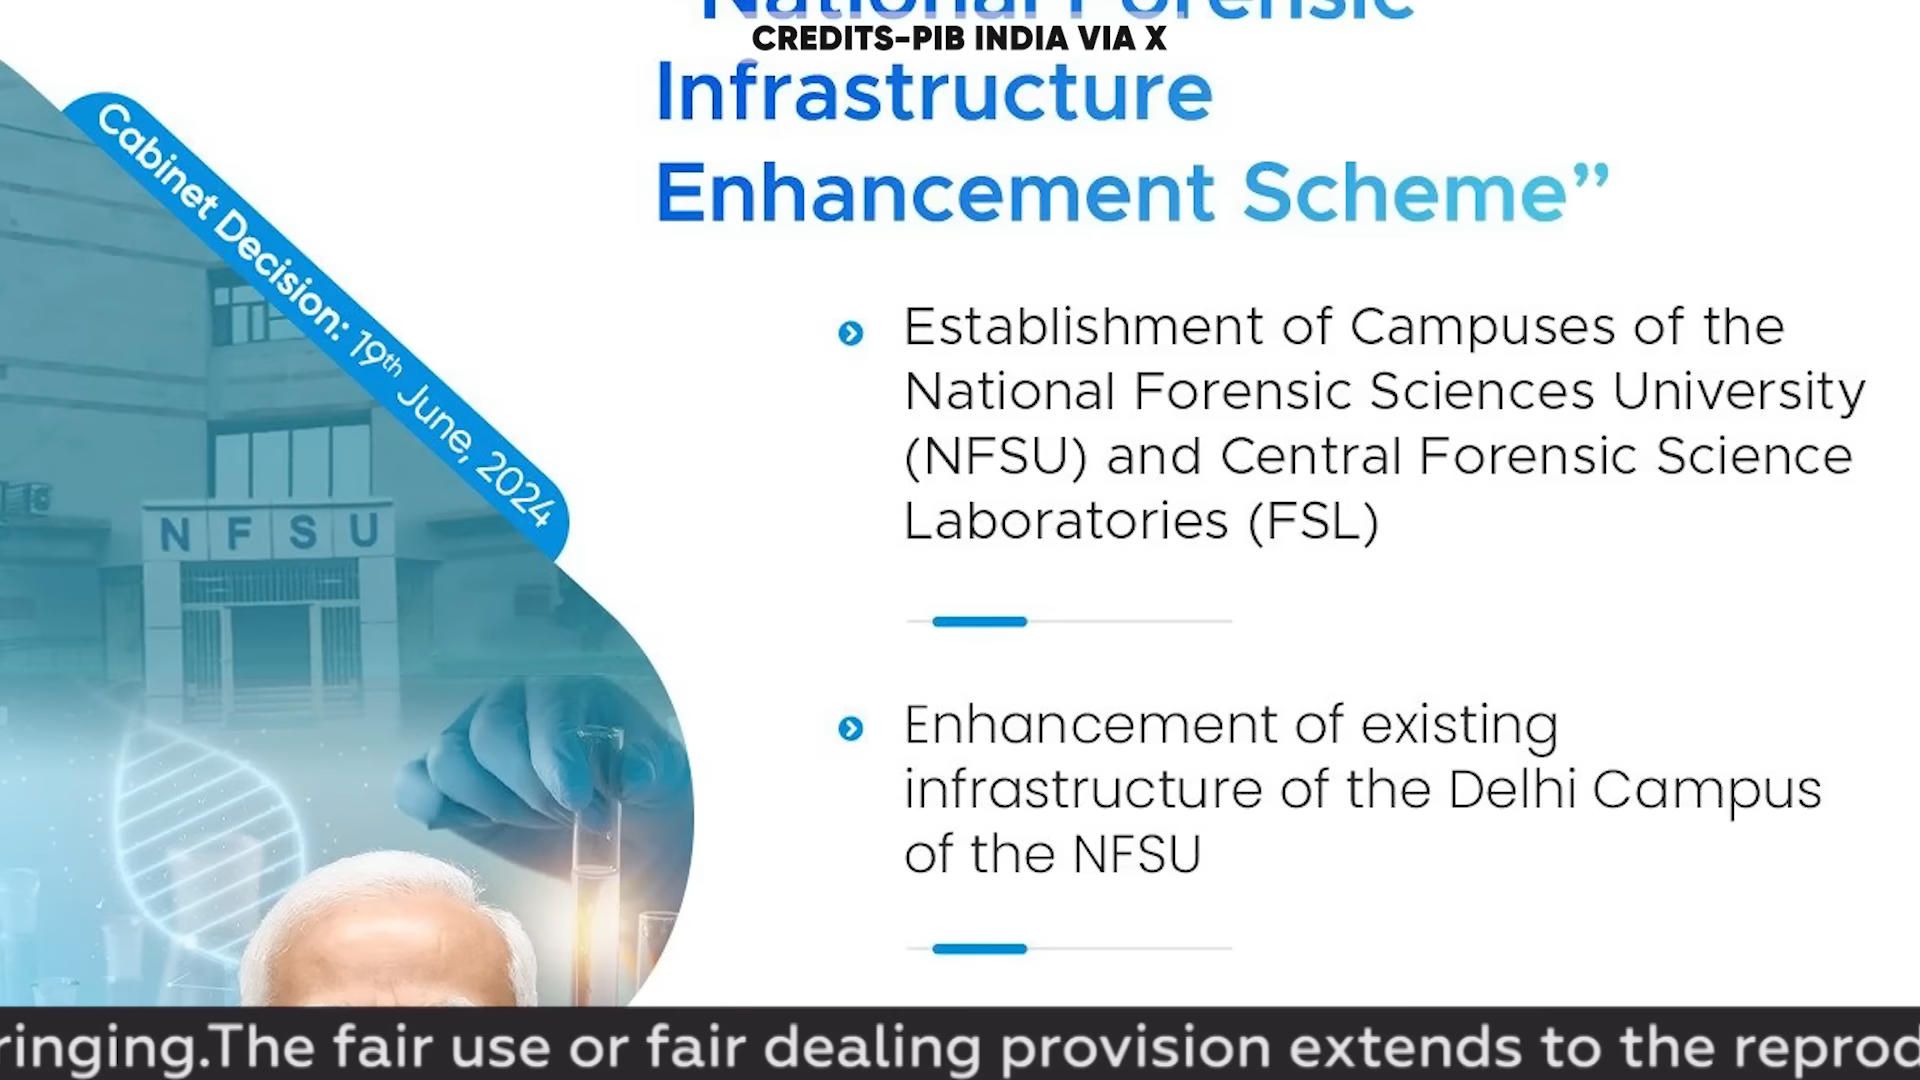 “National Forensic
CREDITS-PIB INDIA VIA X
Infrastructure
Enhancement Scheme”
Cabinet Decision: 19th June, 2024
Establishment of Campuses of the
National Forensic Sciences University
(NFSU) and Central Forensic Science
Laboratories (FSL)
NFSU
Enhancement of existing
infrastructure of the Delhi Campus
of the NFSU
ringing.The fair use or fair dealing provision extends to the reprod